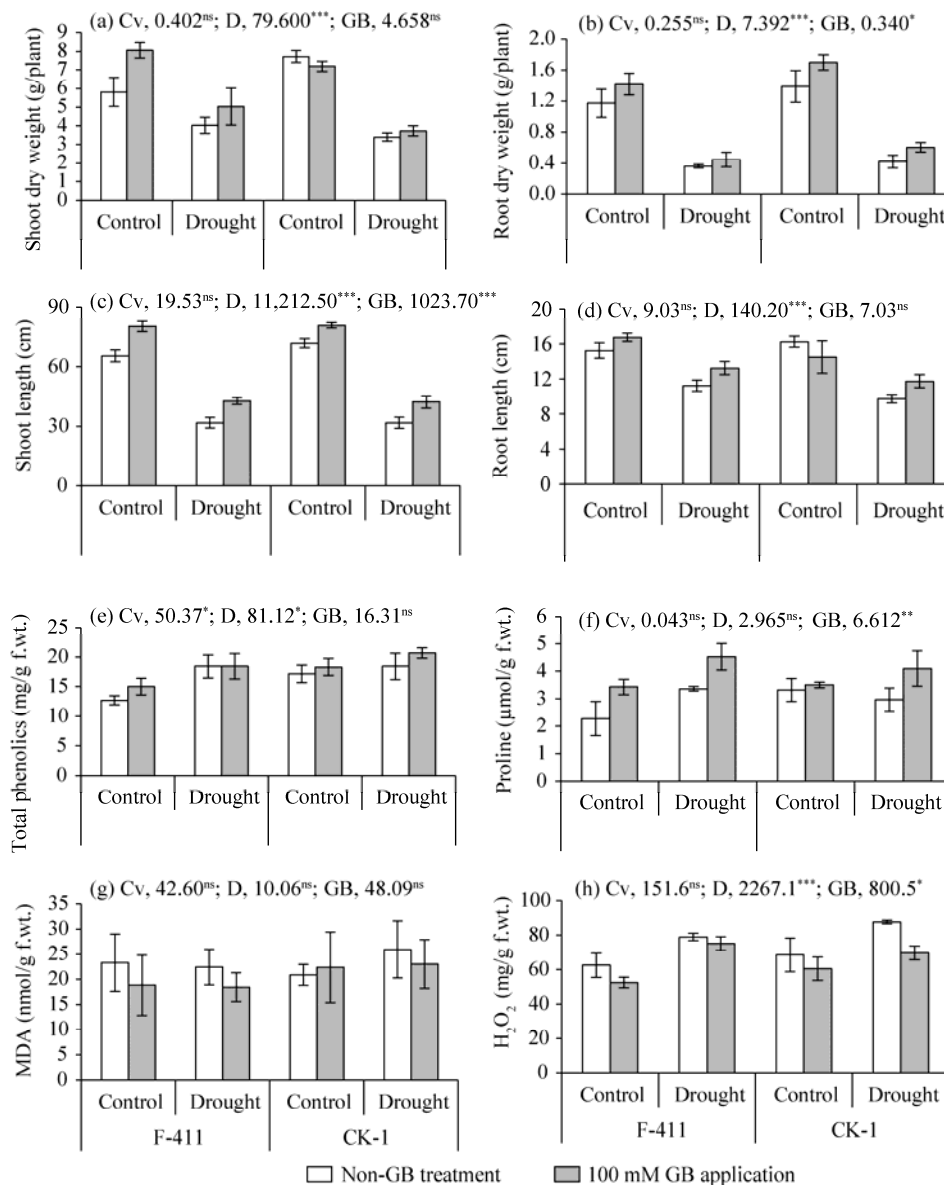 (a) Cv, 0.402ns; D, 79.600***; GB, 4.658ns
Shoot dry weight (g/plant)
9
8
7
6
5
4
3
2
1
0
Control
Drought
Control
Drought
(b) Cv, 0.255ns; D, 7.392***; GB, 0.340*
Root dry weight (g/plant)
2.0
1.6
1.2
0.8
0.4
0.0
Control
Drought
Control
Drought
(c) Cv, 19.53ns; D, 11,212.50***; GB, 1023.70***
Shoot length (cm)
90
60
30
0
Control
Drought
Control
Drought
(d) Cv, 9.03ns; D, 140.20***; GB, 7.03ns
Root length (cm)
20
16
12
8
4
0
Control
Drought
Control
Drought
(e) Cv, 50.37*; D, 81.12*; GB, 16.31ns
Total phenolics (mg/g f.wt.)
25
20
15
10
5
0
Control
Drought
Control
Drought
(f) Cv, 0.043ns; D, 2.965ns; GB, 6.612**
Proline (μmol/g f.wt.)
6
5
4
3
2
1
0
Control
Drought
Control
Drought
(g) Cv, 42.60ns; D, 10.06ns; GB, 48.09ns
MDA (nmol/g f.wt.)
35
30
25
20
15
10
5
0
Control
Drought
Control
Drought
F-411
CK-1
(h) Cv, 151.6ns; D, 2267.1***; GB, 800.5*
H2O2 (mg/g f.wt.)
100
80
60
40
20
0
Control
Drought
Control
Drought
F-411
CK-1
Non-GB treatment
100 mM GB application